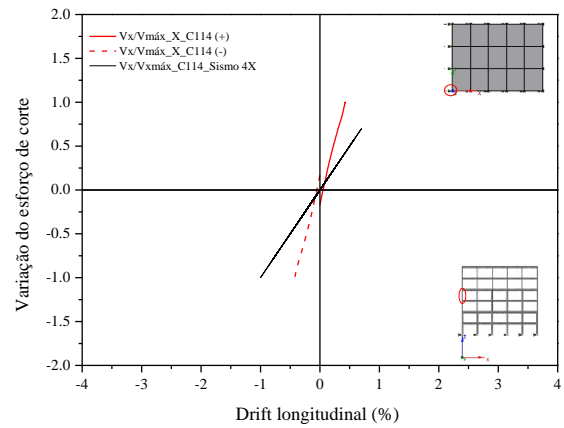 2.0
1.5
1.0
0.5
0.0
-0.5
-1.0
-1.5
-2.0
Variação do esforço de corte
Vx/Vmáx_X_C114 (+)
Vx/Vmáx_X_C114 (-)
Vx/Vxmáx_C114_Sismo 4X
X
X
-4 -3 -2 -1 0 1 2 3 4
Drift longitudinal (%)